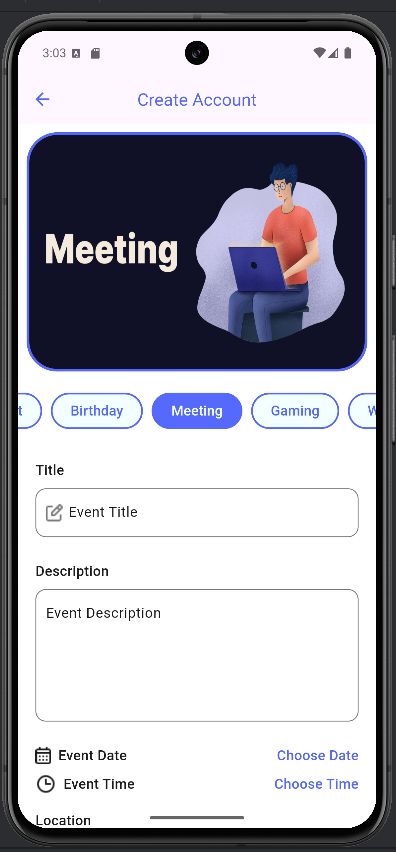 3:03
Create Account
Meeting
t Birthday Meeting Gaming W
Title
Event Title
Description
Event Description
Event Date Choose Date
Event Time Choose Time
Location